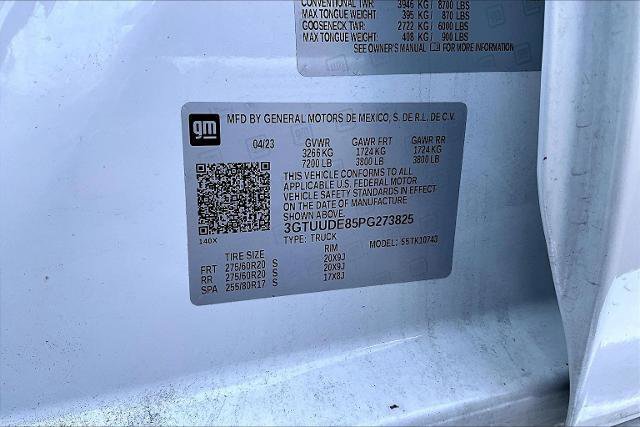 CONVENTIONAL TWR: 3946 KG / 8700 LBS
MAX TONGUE WEIGHT 395 KG / 870 LBS
GOOSENECK TWR: 2722 KG / 6000 LBS
MAX TONGUE WEIGHT 408 KG / 900 LBS
SEE OWNER'S MANUAL FOR MORE INFORMATION
gm MFD BY GENERAL MOTORS DE MEXICO, S. DE R.L. DE C.V.
04/23 GVWR GAWR FRT GAWR RR
3266 KG 1724 KG 1724 KG
7200 LB 3800 LB 3800 LB
THIS VEHICLE CONFORMS TO ALL
APPLICABLE U.S. FEDERAL MOTOR
VEHICLE SAFETY STANDARDS IN EFFECT
ON THE DATE OF MANUFACTURE
SHOWN ABOVE.
3GTUUDE85PG273825
140X TYPE: TRUCK MODEL: 55TK10743
TIRE SIZE RIM
FRT 275/60R20 S 20X9J
RR 275/60R20 S 20X9J
SPA 255/80R17 S 17X8J